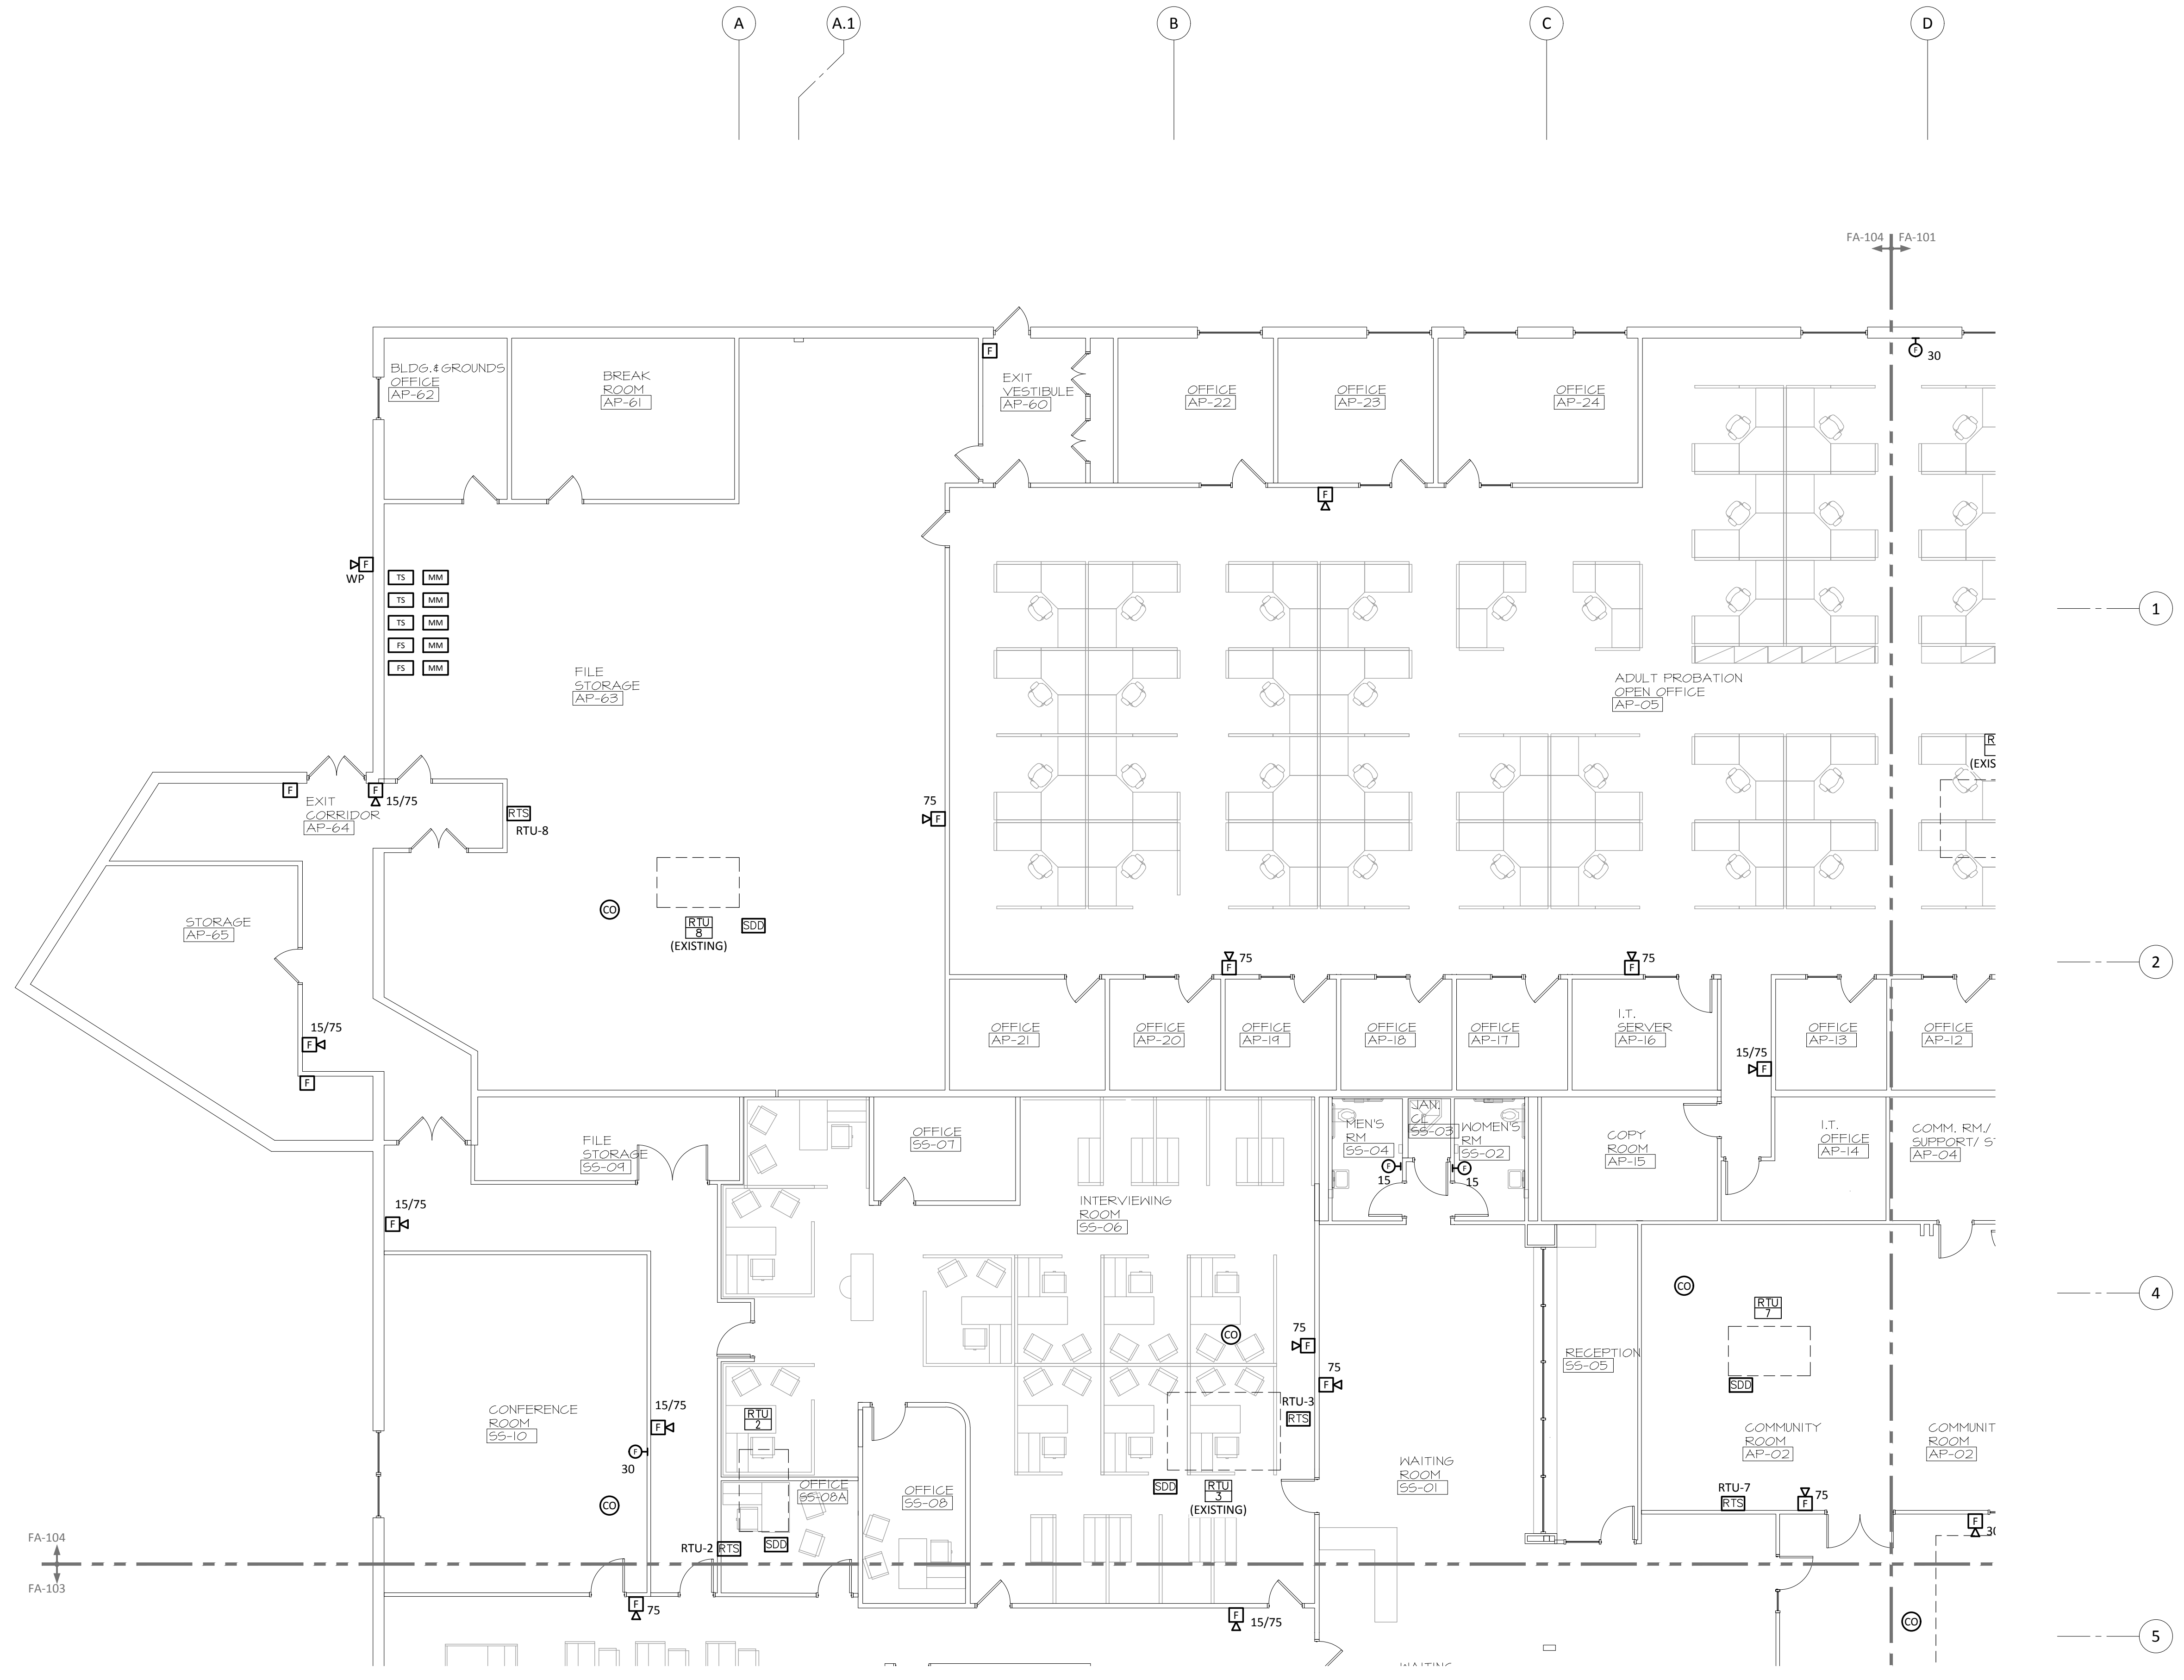 A
A.1
B
C
D
FA-104
FA-101
F
30
BLDG.& GROUNDS
OFFICE
AP-62
BREAK
ROOM
AP-61
F
EXIT
VESTIBULE
AP-60
OFFICE
AP-22
OFFICE
AP-23
OFFICE
AP-24
F
F
WP
TS MM
TS MM
TS MM
FS MM
FS MM
1
FILE
STORAGE
AP-63
ADULT PROBATION
OPEN OFFICE
AP-05
R
(EXIS
F
F
15/75
EXIT
CORRIDOR
AP-64
RTS
RTU-8
75
F
CO
RTU
8
(EXISTING)
SDD
STORAGE
AP-65
F
75
F
75
2
OFFICE
AP-21
OFFICE
AP-20
OFFICE
AP-19
OFFICE
AP-18
OFFICE
AP-17
I.T.
SERVER
AP-16
OFFICE
AP-13
OFFICE
AP-12
15/75
F
15/75
F
F
FILE
STORAGE
SS-09
OFFICE
SS-07
MEN'S
RM
SS-04
JAN.
CL.
SS-03
WOMEN'S
RM
SS-02
F
15
F
15
COPY
ROOM
AP-15
I.T.
OFFICE
AP-14
COMM. RM./
SUPPORT/ S
AP-04
15/75
F
INTERVIEWING
ROOM
SS-06
CO
4
CO
RTU
7
75
F
75
F
RECEPTION
SS-05
SDD
CONFERENCE
ROOM
SS-10
15/75
F
F
30
CO
RTU
2
RTU-3
RTS
OFFICE
SS-08A
OFFICE
SS-08
SDD
RTU
3
(EXISTING)
WAITING
ROOM
SS-01
COMMUNITY
ROOM
AP-02
COMMUNIT
ROOM
AP-02
RTU-7
RTS
F
75
F
30
FA-104
FA-103
RTU-2
RTS
SDD
F
75
F
15/75
CO
5
WAITING